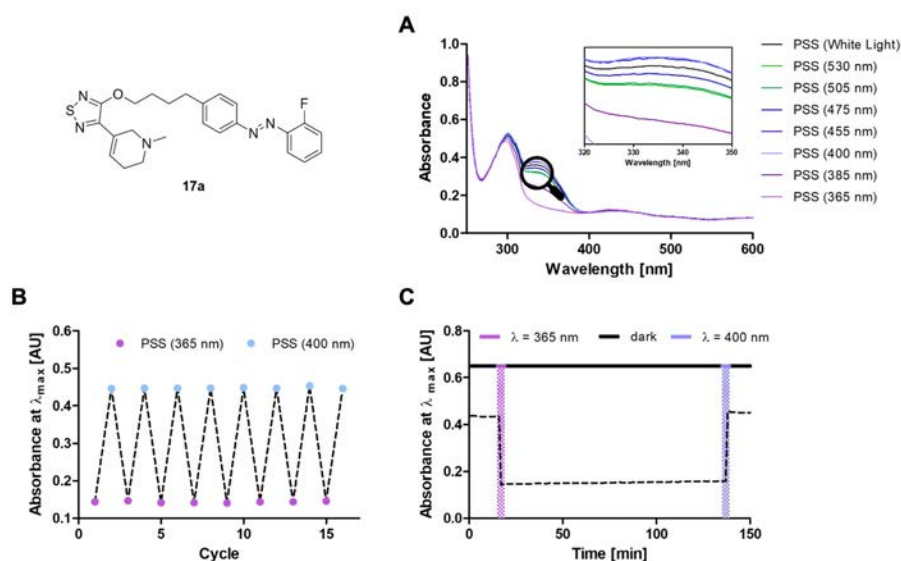 A
S
N
N
O
N
N
N
F
17a
Absorbance
1.0
0.8
0.6
0.4
0.2
0.0
300
400
500
600
Wavelength [nm]
320
330
340
350
Wavelength [nm]
PSS (White Light)
PSS (530 nm)
PSS (505 nm)
PSS (475 nm)
PSS (455 nm)
PSS (400 nm)
PSS (385 nm)
PSS (365 nm)
B
Absorbance at λmax [AU]
0.6
0.5
0.4
0.3
0.2
0.1
0
5
10
15
Cycle
PSS (365 nm)
PSS (400 nm)
C
Absorbance at λ max [AU]
0.8
0.6
0.4
0.2
0.0
0
50
100
150
Time [min]
λ = 365 nm
dark
λ = 400 nm